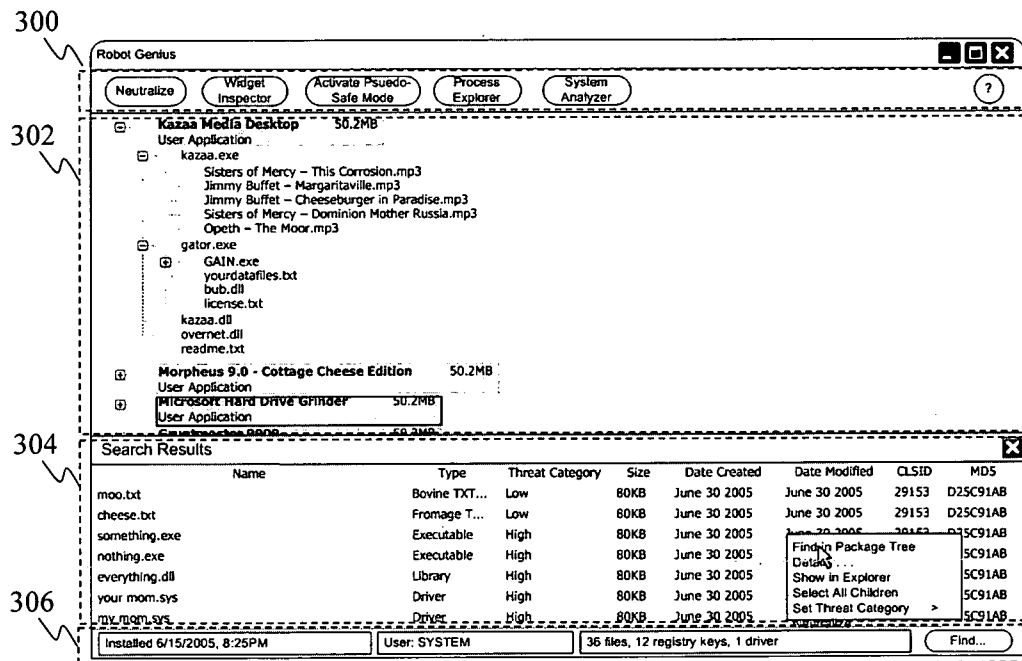 300
Robot Genius
Neutralize
Widget Inspector
Activate Psuedo-Safe Mode
Process Explorer
System Analyzer
?
302
Kazaa Media Desktop 50.2MB
User Application
kazaa.exe
Sisters of Mercy – This Corrosion.mp3
Jimmy Buffet – Margaritaville.mp3
Jimmy Buffet – Cheeseburger in Paradise.mp3
Sisters of Mercy – Dominion Mother Russia.mp3
Opeth – The Moor.mp3
gator.exe
GAIN.exe
yourdatafiles.txt
bub.dll
license.txt
kazaa.dll
overnet.dll
readme.txt
Morpheus 9.0 - Cottage Cheese Edition 50.2MB
User Application
Microsoft Hard Drive Grinder 50.2MB
User Application
304
Search Results
Name Type Threat Category Size Date Created Date Modified CLSID MD5
moo.txt Bovine TXT... Low 80KB June 30 2005 June 30 2005 29153 D25C91AB
cheese.txt Fromage T... Low 80KB June 30 2005 June 30 2005 29153 D25C91AB
something.exe Executable High 80KB June 30 2005 June 30 2005 29153 D25C91AB
nothing.exe Executable High 80KB June 30 2005 5C91AB
everything.dll Library High 80KB June 30 2005 5C91AB
your mom.sys Driver High 80KB June 30 2005 5C91AB
my mom.sys Driver High 80KB June 30 2005 5C91AB
Find in Package Tree
Details ...
Show in Explorer
Select All Children
Set Threat Category >
306
Installed 6/15/2005, 8:25PM
User: SYSTEM
36 files, 12 registry keys, 1 driver
Find...